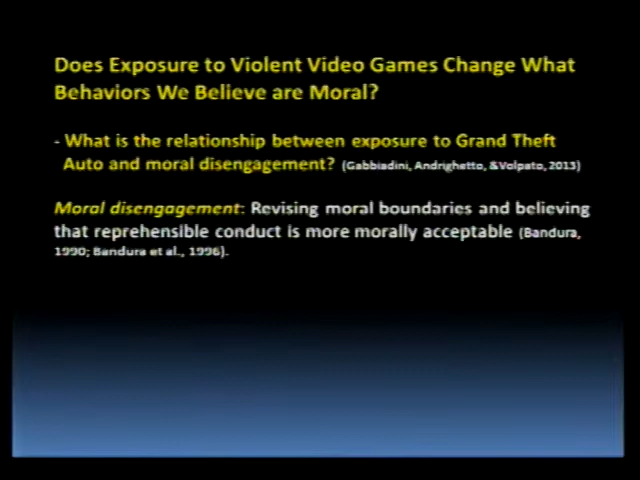 Does Exposure to Violent Video Games Change What
Behaviors We Believe are Moral?
- What is the relationship between exposure to Grand Theft
Auto and moral disengagement? (Gabbiadini, Andrighetto, &Volpato, 2013)
Moral disengagement: Revising moral boundaries and believing
that reprehensible conduct is more morally acceptable (Bandura,
1990; Bandura et al., 1996).